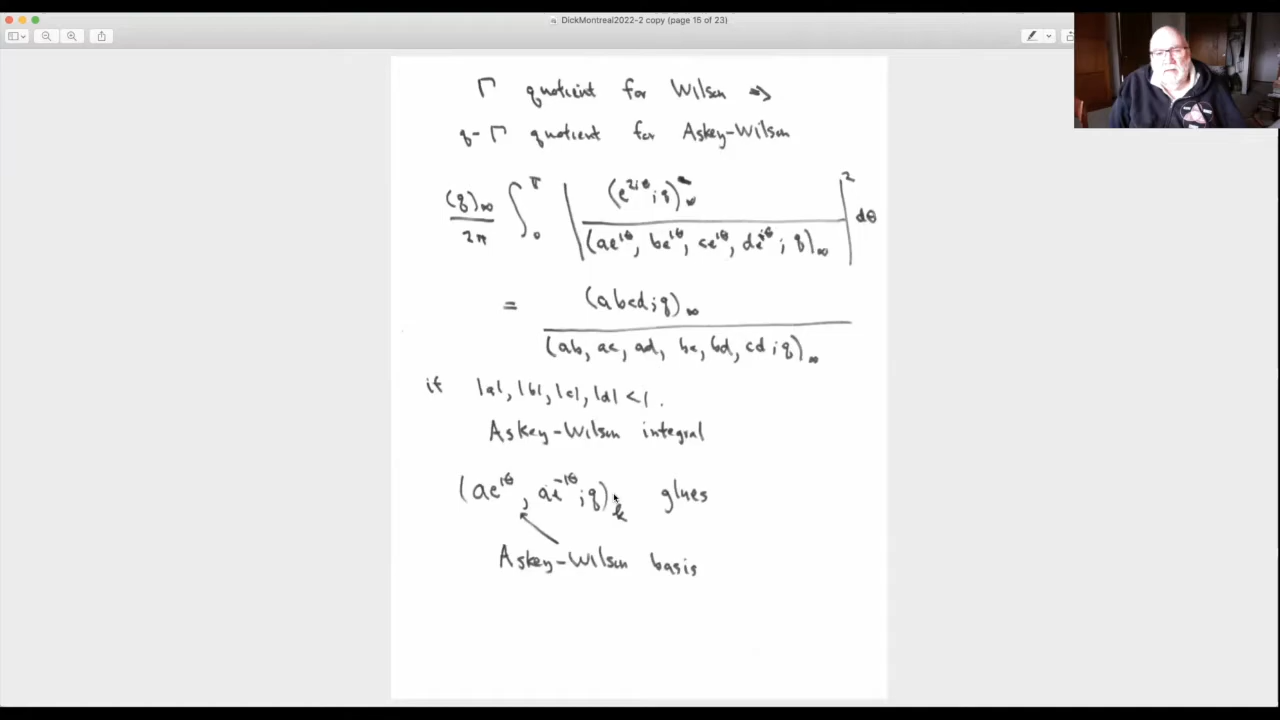 DickMontreal2022-2 copy (page 15 of 23)
Γ quotient for Wilson ⇒
q-Γ quotient for Askey-Wilson
(q)∞ / 2π ∫₀^π | (e^{2iθ}; q)∞ / (ae^{iθ}, be^{iθ}, ce^{iθ}, de^{iθ}; q)∞ |² dθ
= (abcd; q)∞ / (ab, ac, ad, bc, bd, cd; q)∞
if |a|, |b|, |c|, |d| < 1.
Askey-Wilson integral
(ae^{iθ}, ae^{-iθ}; q)_k glues
Askey-Wilson basis